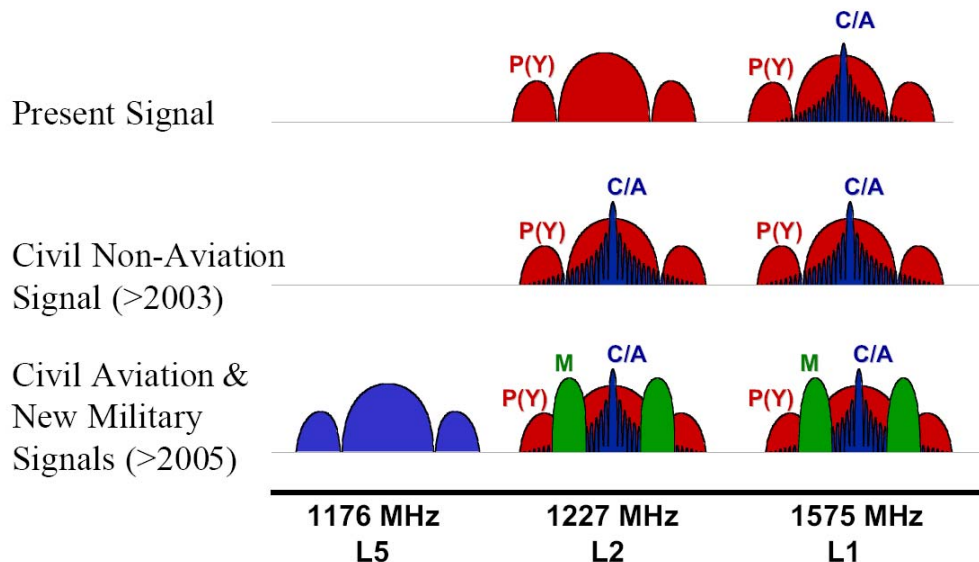 C/A
P(Y)
P(Y)
Present Signal
C/A
C/A
P(Y)
P(Y)
Civil Non-Aviation
Signal (>2003)
C/A
C/A
M
M
Civil Aviation &
P(Y)
P(Y)
New Military
Signals (>2005)
1176 MHz
1227 MHz
1575 MHz
L5
L2
L1